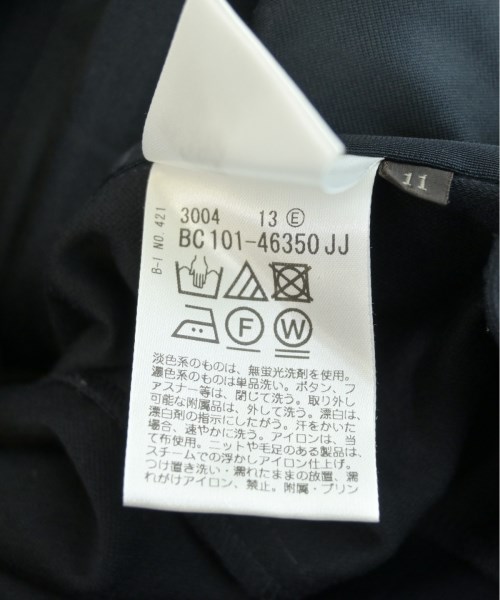 11
B-I NO. 421
3004 13 Ⓔ
BC101-46350JJ
F W
淡色系のものは、無蛍光洗剤を使用。
濃色系のものは単品洗い。ボタン、フ
ァスナー等は、閉じて洗う。取り外し
可能な附属品は、外して洗う。漂白は、
漂白剤の指示にしたがう。汗をかいた
場合、速やかに洗う。アイロンは、当
て布使用。ニットや毛足のある製品は、
スチームでの浮かしアイロン仕上げ。
つけ置き洗い・濡れたままの放置、濡
れがけアイロン、禁止。附属・プリン